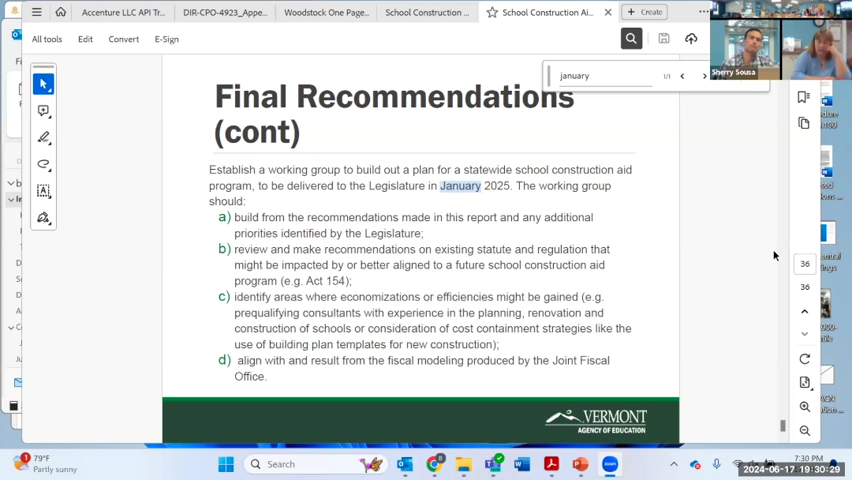 Accenture LLC API Tr...
DIR-CPO-4923_Appe...
Woodstock One Page...
School Construction ...
School Construction Ai...
Create
All tools
Edit
Convert
E-Sign
Sherry Sousa
january
1/1
Final Recommendations
(cont)
Establish a working group to build out a plan for a statewide school construction aid
program, to be delivered to the Legislature in January 2025. The working group
should:
a) build from the recommendations made in this report and any additional
priorities identified by the Legislature;
b) review and make recommendations on existing statute and regulation that
might be impacted by or better aligned to a future school construction aid
program (e.g. Act 154);
c) identify areas where economizations or efficiencies might be gained (e.g.
prequalifying consultants with experience in the planning, renovation and
construction of schools or consideration of cost containment strategies like the
use of building plan templates for new construction);
d) align with and result from the fiscal modeling produced by the Joint Fiscal
Office.
VERMONT
AGENCY OF EDUCATION
36
36
79°F
Partly sunny
Search
7:30 PM
2024-06-17 19:30:29